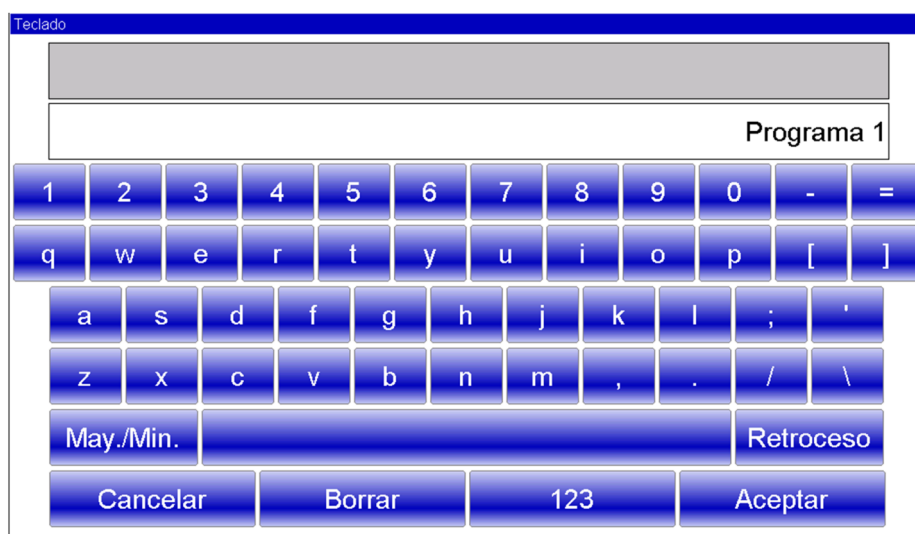 Teclado
Programa 1
1 2 3 4 5 6 7 8 9 0 - =
q w e r t y u i o p [ ]
a s d f g h j k l ; '
z x c v b n m , . / \
May./Min. Retroceso
Cancelar Borrar 123 Aceptar